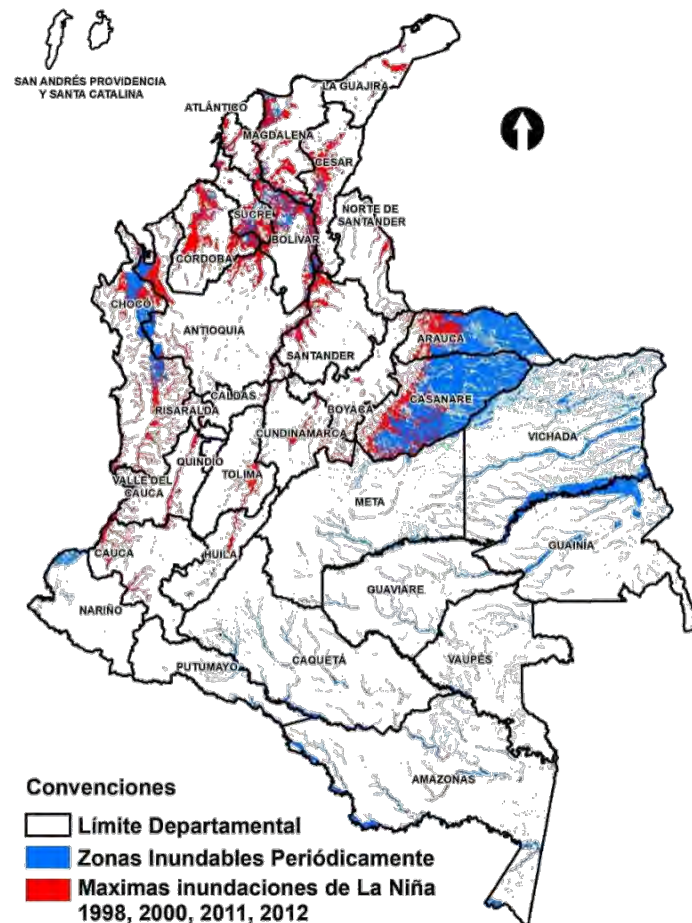 SAN ANDRÉS PROVIDENCIA
Y SANTA CATALINA
LA GUAJIRA
ATLÁNTICO
MAGDALENA
CESAR
NORTE DE
SANTANDER
SUCRE
BOLÍVAR
CÓRDOBA
CHOCÓ
ANTIOQUIA
SANTANDER
ARAUCA
CASANARE
BOYACÁ
CALDAS
RISARALDA
CUNDINAMARCA
VICHADA
QUINDÍO
TOLIMA
VALLE DEL
CAUCA
META
CAUCA
HUILA
GUAINÍA
GUAVIARE
NARIÑO
CAQUETÁ
VAUPÉS
PUTUMAYO
AMAZONAS
Convenciones
Límite Departamental
Zonas Inundables Periódicamente
Maximas inundaciones de La Niña
1998, 2000, 2011, 2012